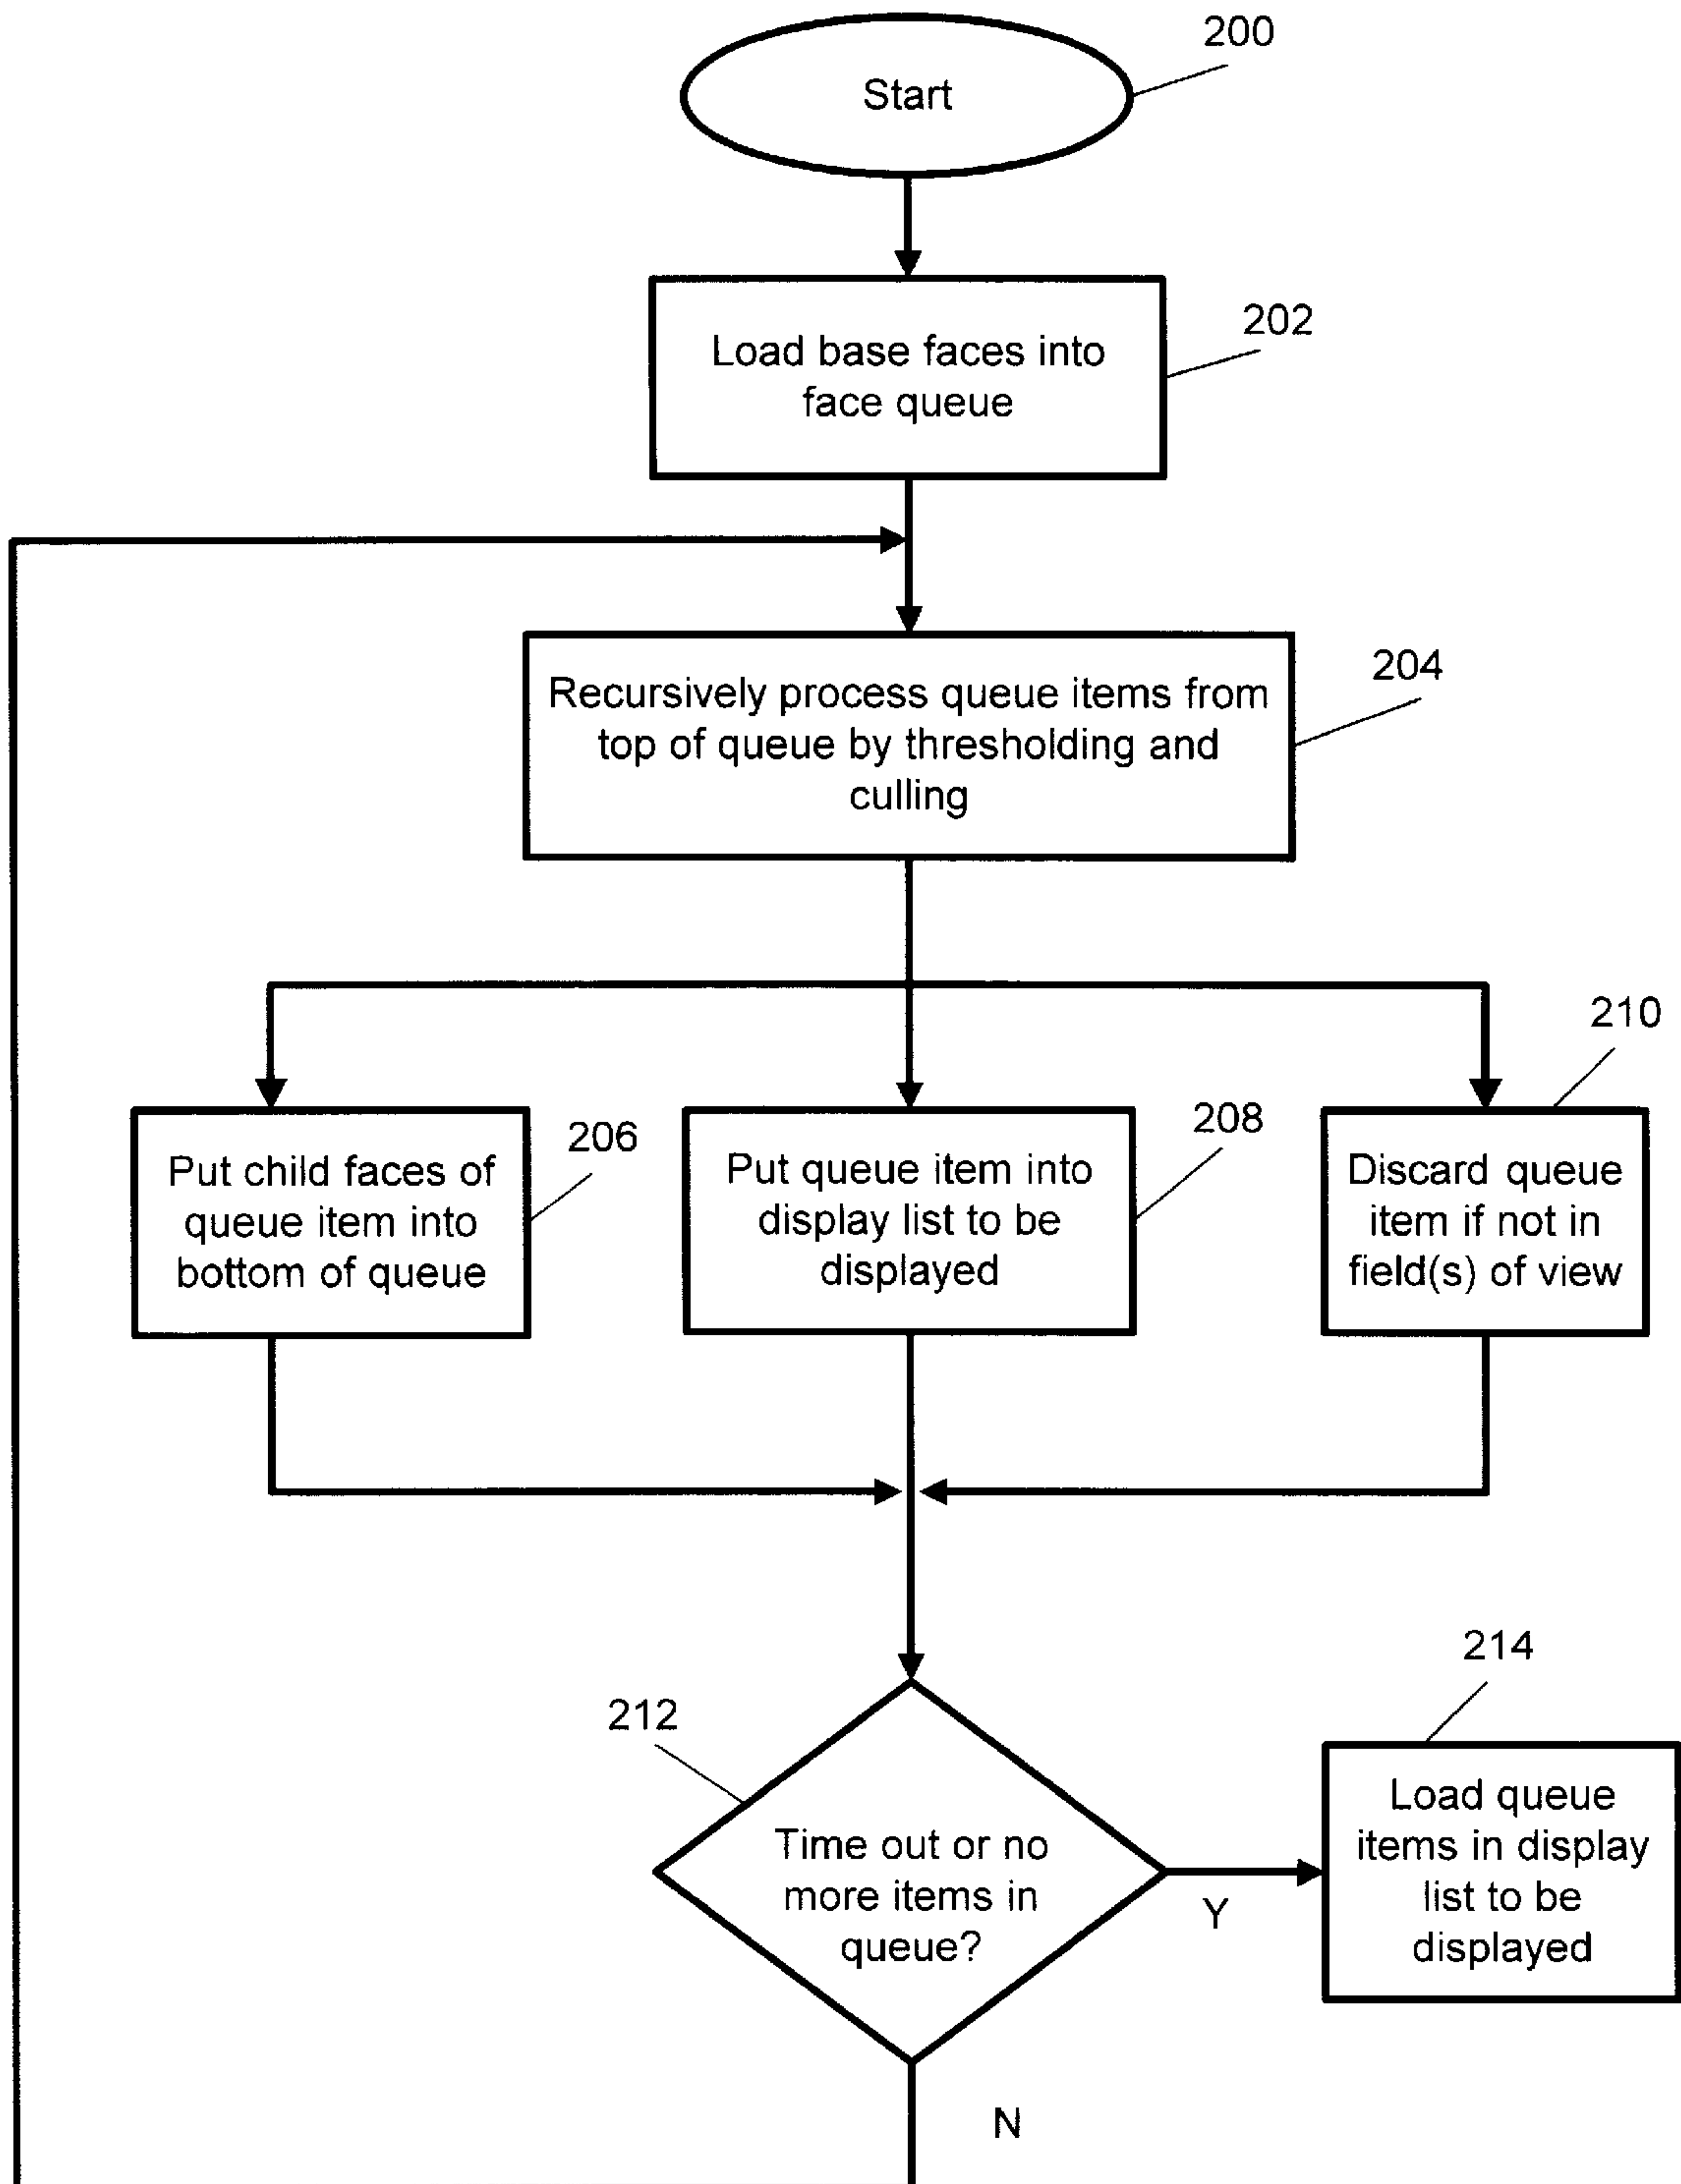 200
Start
202
Load base faces into
face queue
204
Recursively process queue items from
top of queue by thresholding and
culling
210
206
208
Put child faces of
queue item into
bottom of queue
Put queue item into
display list to be
displayed
Discard queue
item if not in
field(s) of view
214
212
Time out or no
more items in
queue?
Y
Load queue
items in display
list to be
displayed
N